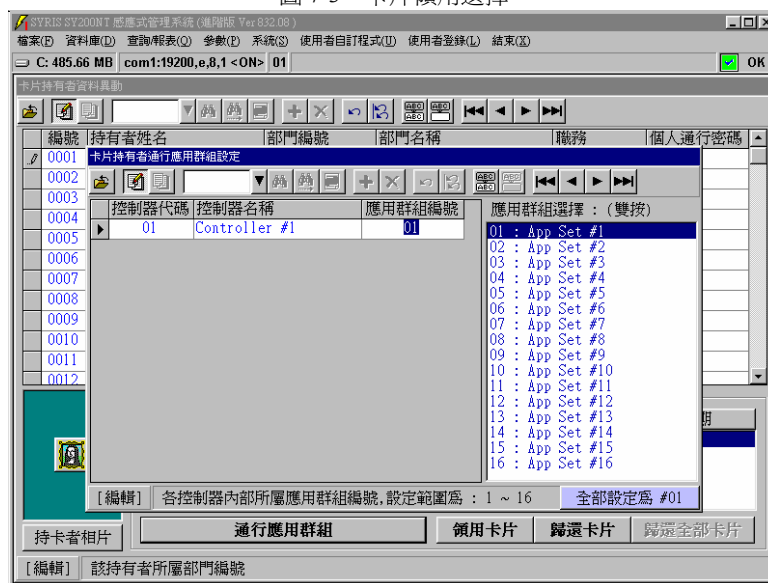 圖 7-3 卡片領用選擇
SYRIS SY200NT 感應式管理系統 (進階版 Ver 832.08 )
檔案(F) 資料庫(D) 查詢/報表(Q) 參數(P) 系統(S) 使用者自訂程式(U) 使用者登錄(L) 結束(X)
C: 485.66 MB com1:19200,e,8,1 <ON> 01 OK
卡片持有者資料異動
編號 持有者姓名 部門編號 部門名稱 職務 個人通行密碼
0001
0002
0003
0004
0005
0006
0007
0008
0009
0010
0011
0012
卡片持有者通行應用群組設定
控制器代碼 控制器名稱 應用群組編號
01 Controller #1 01
應用群組選擇 : (雙按)
01 : App Set #1
02 : App Set #2
03 : App Set #3
04 : App Set #4
05 : App Set #5
06 : App Set #6
07 : App Set #7
08 : App Set #8
09 : App Set #9
10 : App Set #10
11 : App Set #11
12 : App Set #12
13 : App Set #13
14 : App Set #14
15 : App Set #15
16 : App Set #16
[編輯] 各控制器內部所屬應用群組編號,設定範圍為 : 1 ~ 16 全部設定為 #01
期
持卡者相片 通行應用群組 領用卡片 歸還卡片 歸還全部卡片
[編輯] 該持有者所屬部門編號